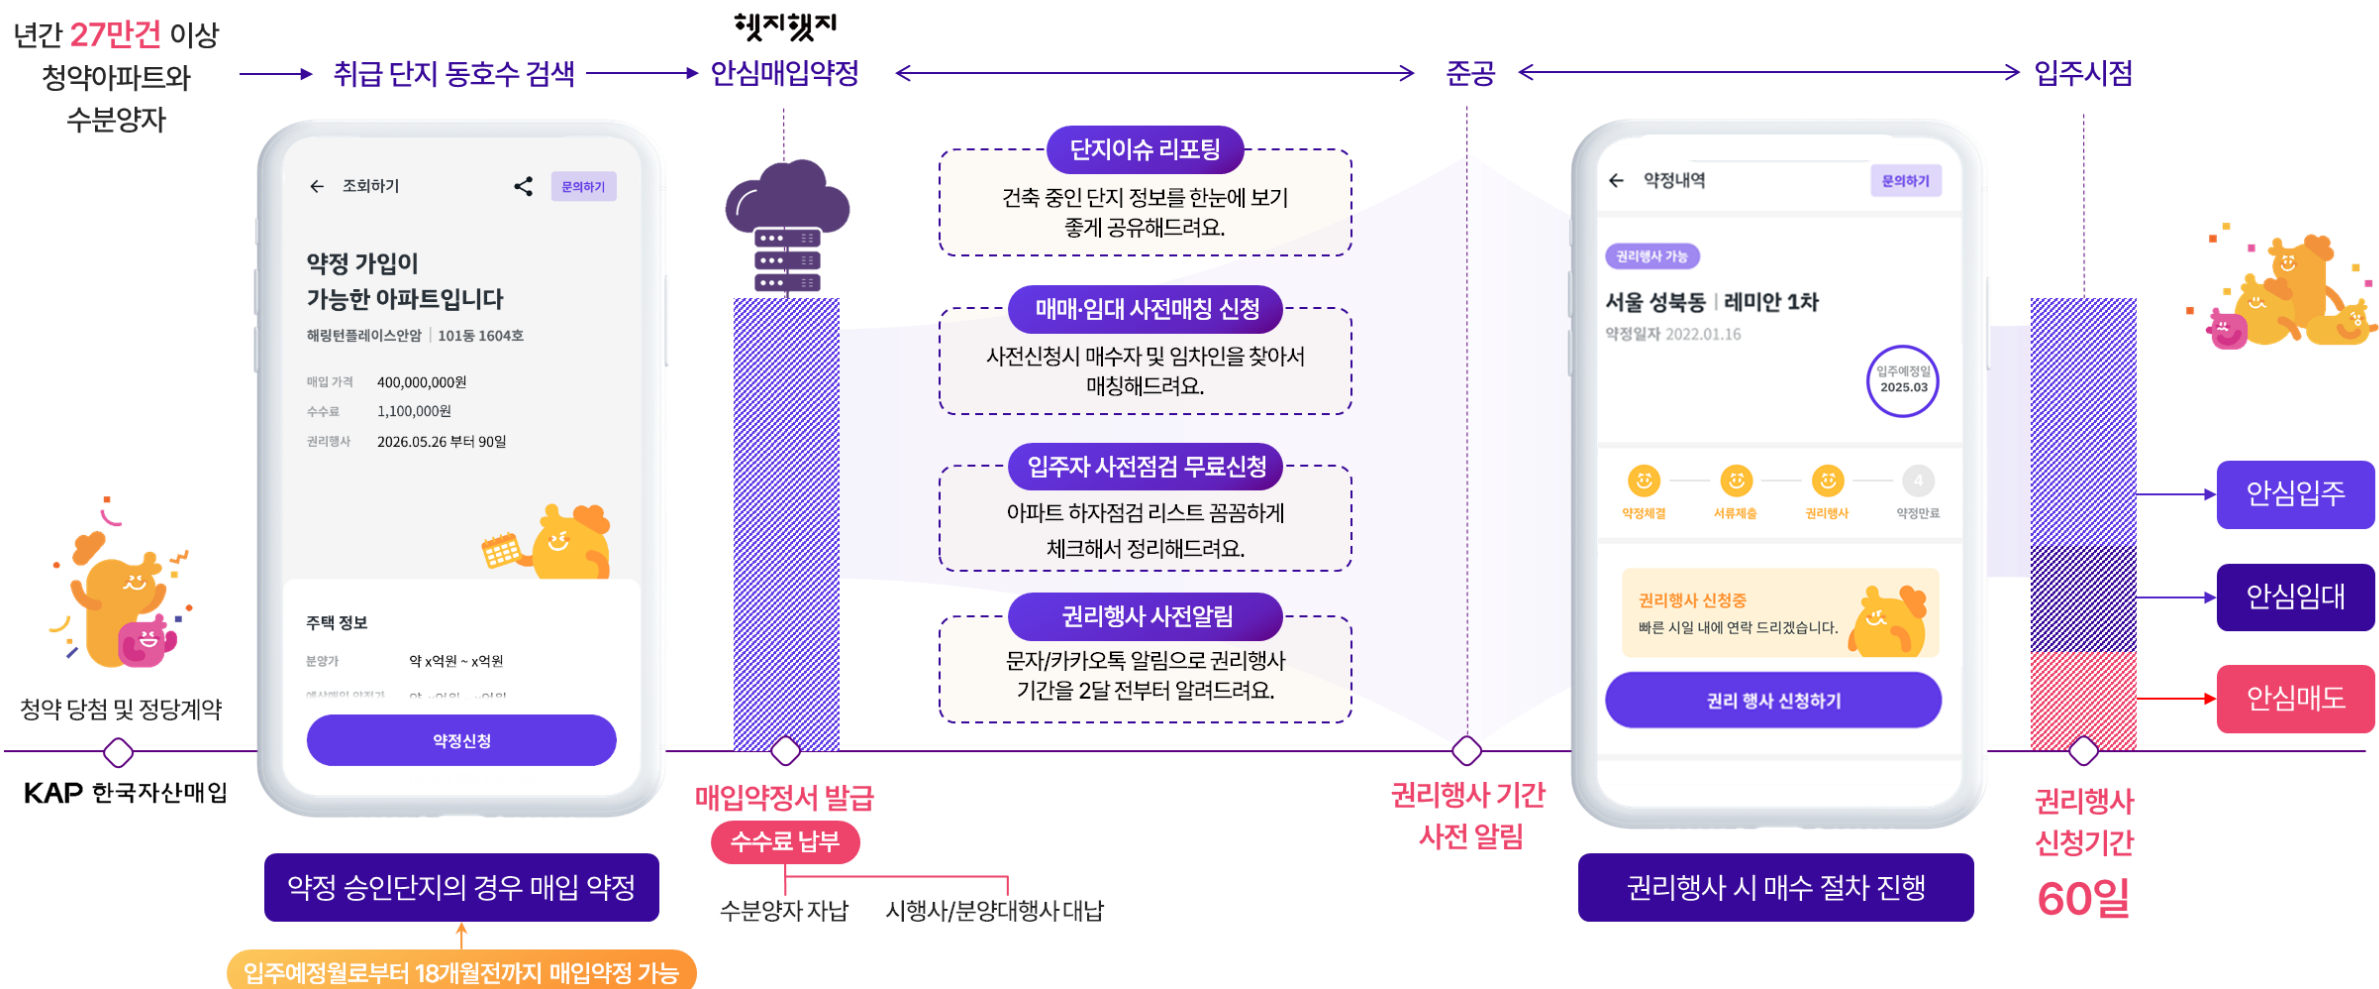 년간 27만건 이상
청약아파트와
수분양자
취급 단지 동호수 검색
헷지했지
안심매입약정
준공
입주시점
조회하기
문의하기
약정 가입이
가능한 아파트입니다
해링턴플레이스안암 | 101동 1604호
매입 가격 400,000,000원
수수료 1,100,000원
권리행사 2026.05.26 부터 90일
주택 정보
분양가 약 x억원 ~ x억원
약정신청
단지이슈 리포팅
건축 중인 단지 정보를 한눈에 보기
좋게 공유해드려요.
매매·임대 사전매칭 신청
사전신청시 매수자 및 임차인을 찾아서
매칭해드려요.
입주자 사전점검 무료신청
아파트 하자점검 리스트 꼼꼼하게
체크해서 정리해드려요.
권리행사 사전알림
문자/카카오톡 알림으로 권리행사
기간을 2달 전부터 알려드려요.
약정내역
문의하기
권리행사 가능
서울 성북동 | 레미안 1차
약정일자 2022.01.16
입주예정일
2025.03
4
약정체결 서류제출 권리행사 약정만료
권리행사 신청중
빠른 시일 내에 연락 드리겠습니다.
권리 행사 신청하기
안심입주
안심임대
안심매도
청약 당첨 및 정당계약
KAP 한국자산매입
매입약정서 발급
수수료 납부
수분양자 자납
시행사/분양대행사 대납
권리행사 기간
사전 알림
권리행사
신청기간
60일
약정 승인단지의 경우 매입 약정
입주예정월로부터 18개월전까지 매입약정 가능
권리행사 시 매수 절차 진행